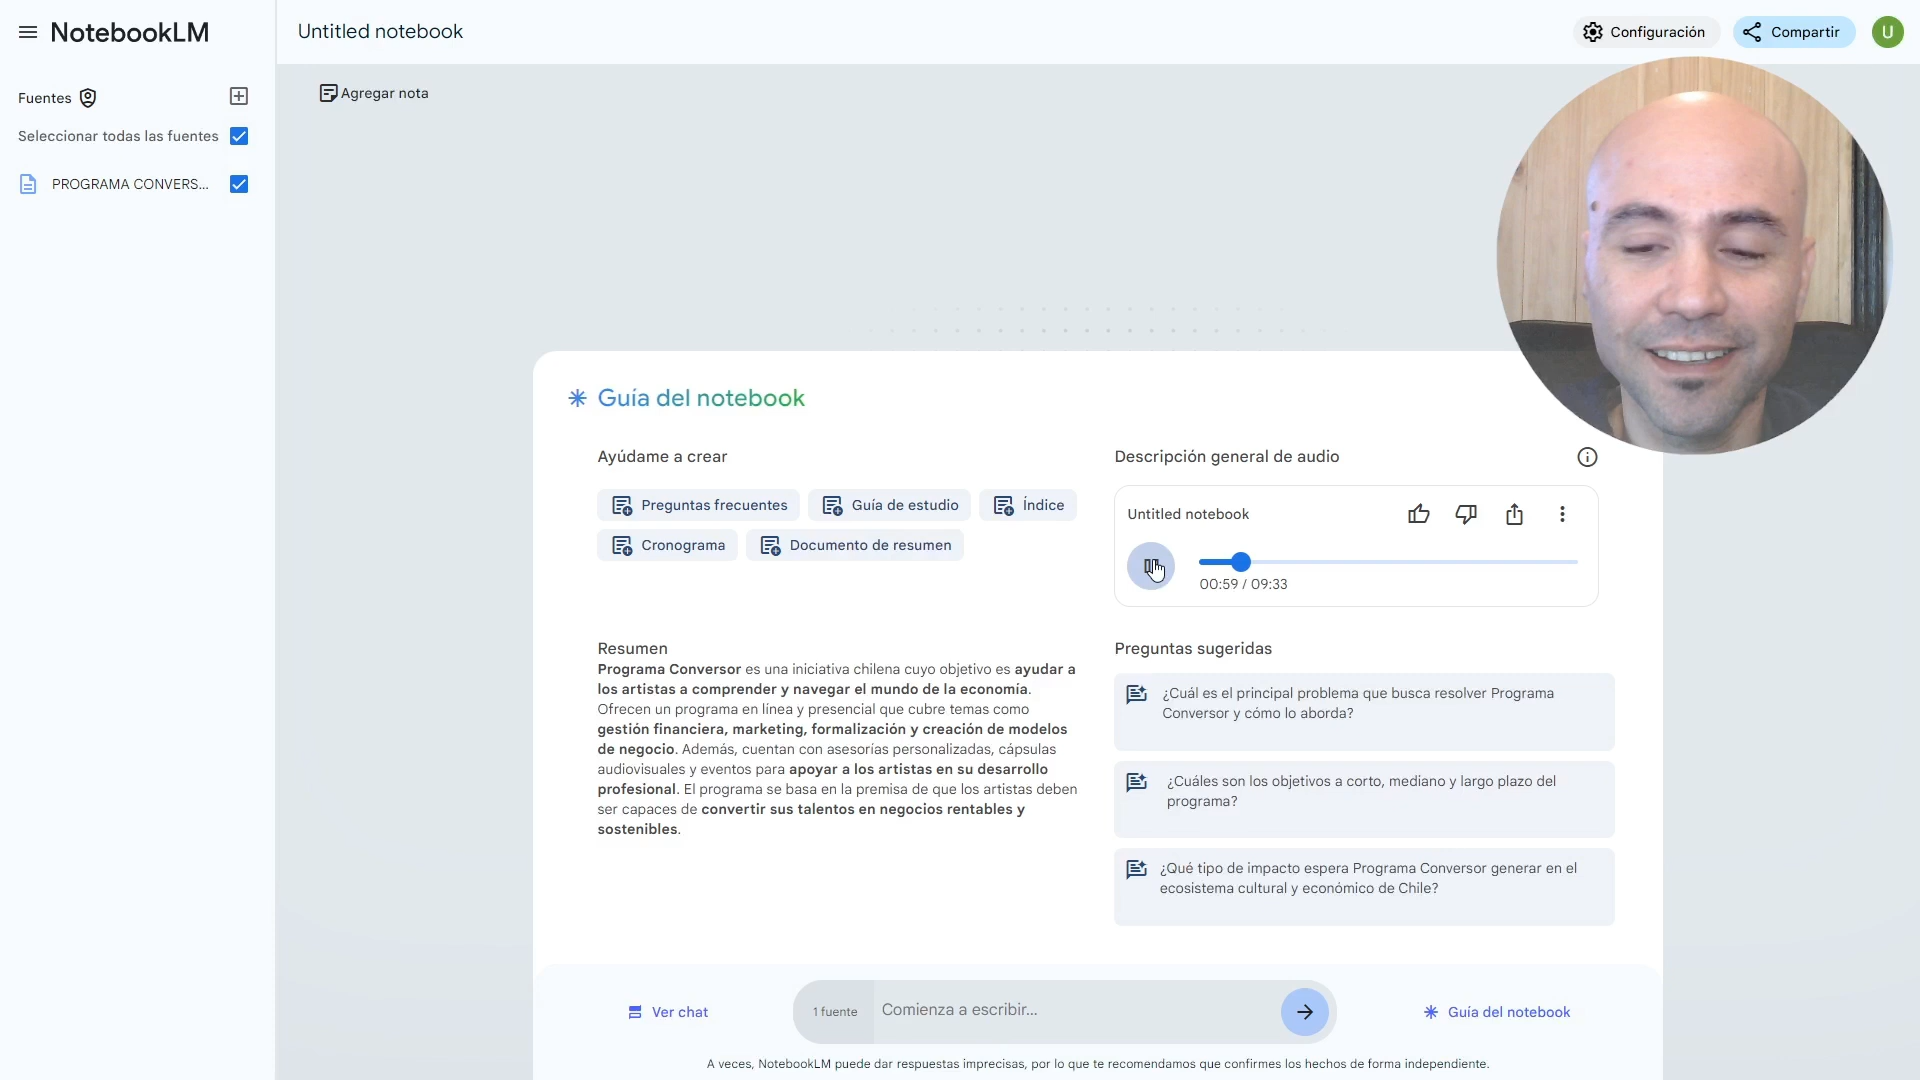 NotebookLM
Untitled notebook
Configuración
Compartir
U
Fuentes
Agregar nota
Seleccionar todas las fuentes
PROGRAMA CONVERS...
Guía del notebook
Ayúdame a crear
Preguntas frecuentes
Guía de estudio
Índice
Cronograma
Documento de resumen
Descripción general de audio
Untitled notebook
00:59 / 09:33
Resumen
Programa Conversor es una iniciativa chilena cuyo objetivo es ayudar a
los artistas a comprender y navegar el mundo de la economía.
Ofrecen un programa en línea y presencial que cubre temas como
gestión financiera, marketing, formalización y creación de modelos
de negocio. Además, cuentan con asesorías personalizadas, cápsulas
audiovisuales y eventos para apoyar a los artistas en su desarrollo
profesional. El programa se basa en la premisa de que los artistas deben
ser capaces de convertir sus talentos en negocios rentables y
sostenibles.
Preguntas sugeridas
¿Cuál es el principal problema que busca resolver Programa
Conversor y cómo lo aborda?
¿Cuáles son los objetivos a corto, mediano y largo plazo del
programa?
¿Qué tipo de impacto espera Programa Conversor generar en el
ecosistema cultural y económico de Chile?
Ver chat
1 fuente
Comienza a escribir...
Guía del notebook
A veces, NotebookLM puede dar respuestas imprecisas, por lo que te recomendamos que confirmes los hechos de forma independiente.